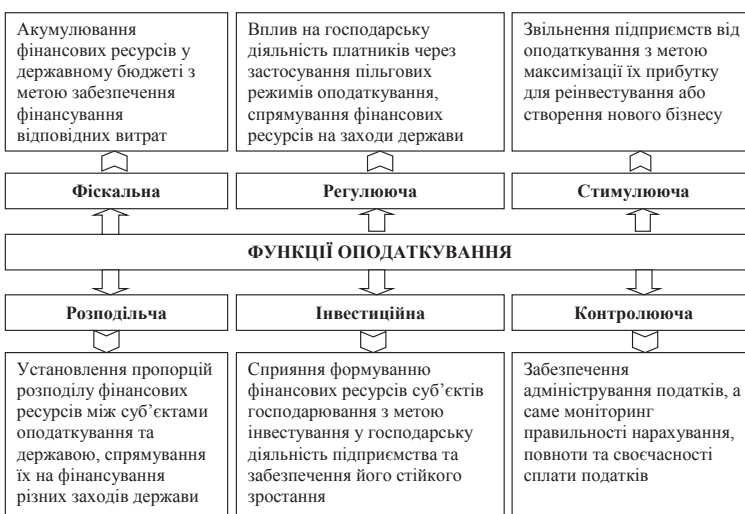 Акумулювання
фінансових ресурсів у
державному бюджеті з
метою забезпечення
фінансування
відповідних витрат
Вплив на господарську
діяльність платників через
застосування пільгових
режимів оподаткування,
спрямування фінансових
ресурсів на заходи держави
Звільнення підприємств від
оподаткування з метою
максимізації їх прибутку
для реінвестування або
створення нового бізнесу
Фіскальна
Регулююча
Стимулююча
ФУНКЦІЇ ОПОДАТКУВАННЯ
Розподільча
Інвестиційна
Контролююча
Установлення пропорцій
розподілу фінансових
ресурсів між суб’єктами
оподаткування та
державою, спрямування
їх на фінансування
різних заходів держави
Сприяння формуванню
фінансових ресурсів суб’єктів
господарювання з метою
інвестування у господарську
діяльність підприємства та
забезпечення його стійкого
зростання
Забезпечення
адміністрування податків, а
саме моніторинг
правильності нарахування,
повноти та своєчасності
сплати податків